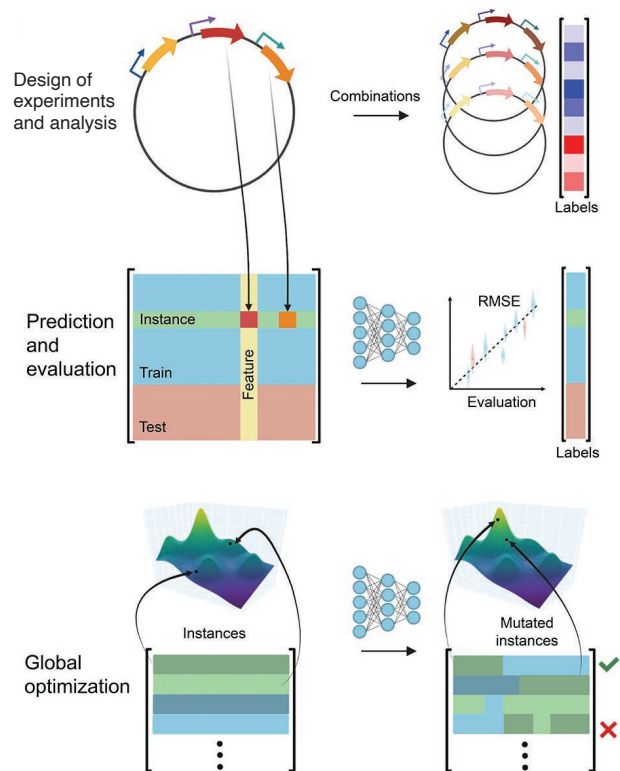 Design of
experiments
and analysis
Combinations
Labels
Prediction
and
evaluation
Instance
Train
Test
Feature
RMSE
Evaluation
Labels
Instances
Mutated
instances
Global
optimization